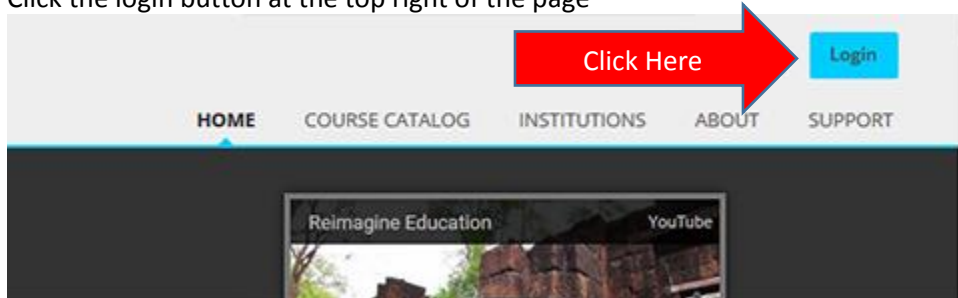 Click the login button at the top right of the page
Click Here
Login
HOME COURSE CATALOG INSTITUTIONS ABOUT SUPPORT
Reimagine Education YouTube